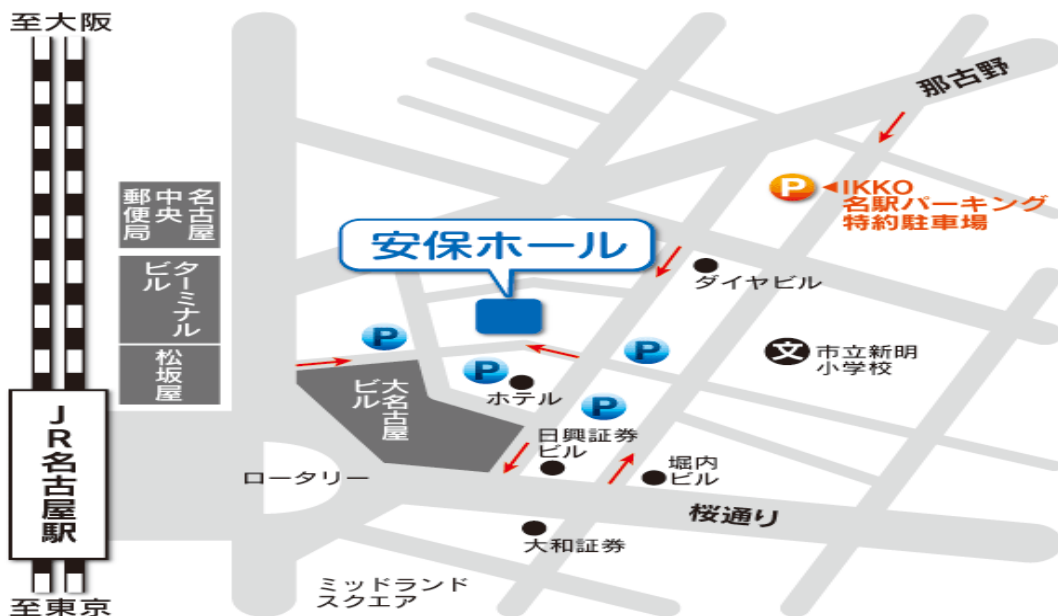 至大阪
那古野
IKKO
名駅パーキング
特約駐車場
名古屋
中央
郵便局
安保ホール
ターミナル
ビル
ダイヤビル
松坂屋
P
P
P
P
P
文
市立新明
小学校
大名古屋
ビル
ホテル
JR名古屋駅
日興証券
ビル
堀内
ビル
ロータリー
桜通り
大和証券
ミッドランド
スクエア
至東京